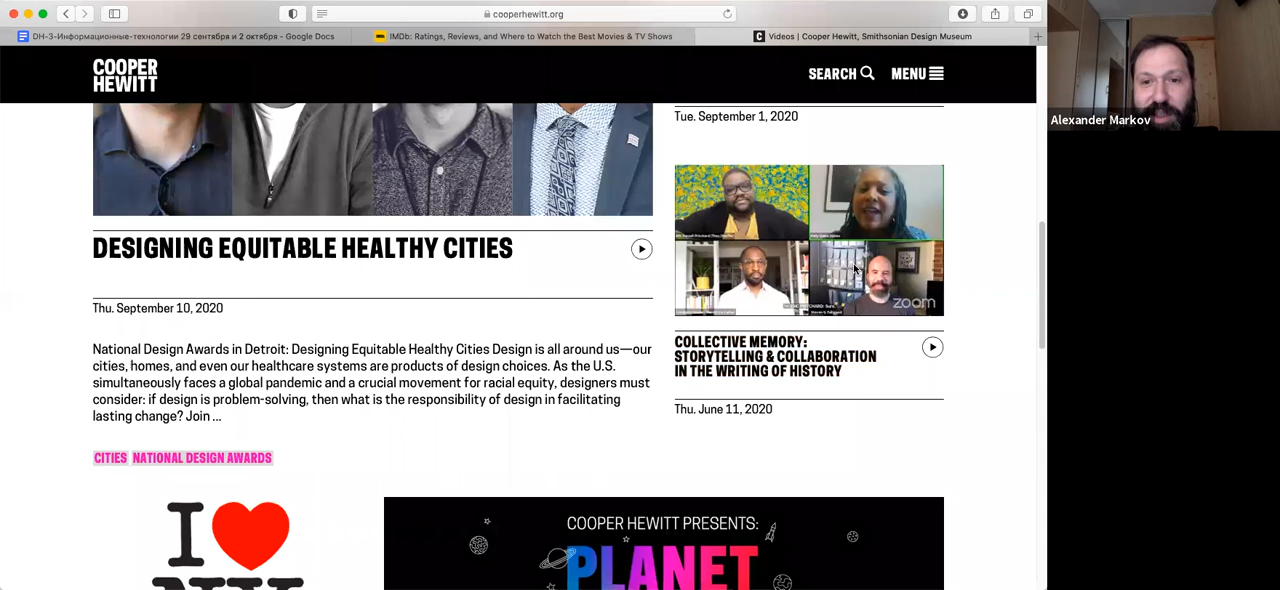 cooperhewitt.org
DH-3-Информационные-технологии 29 сентября и 2 октября - Google Docs
IMDb: Ratings, Reviews, and Where to Watch the Best Movies & TV Shows
C Videos | Cooper Hewitt, Smithsonian Design Museum
COOPER
HEWITT
SEARCH
MENU
Alexander Markov
Tue. September 1, 2020
DESIGNING EQUITABLE HEALTHY CITIES
Thu. September 10, 2020
National Design Awards in Detroit: Designing Equitable Healthy Cities Design is all around us—our
cities, homes, and even our healthcare systems are products of design choices. As the U.S.
simultaneously faces a global pandemic and a crucial movement for racial equity, designers must
consider: if design is problem-solving, then what is the responsibility of design in facilitating
lasting change? Join ...
CITIES NATIONAL DESIGN AWARDS
zoom
COLLECTIVE MEMORY:
STORYTELLING & COLLABORATION
IN THE WRITING OF HISTORY
Thu. June 11, 2020
I
NY
COOPER HEWITT PRESENTS:
PLANET